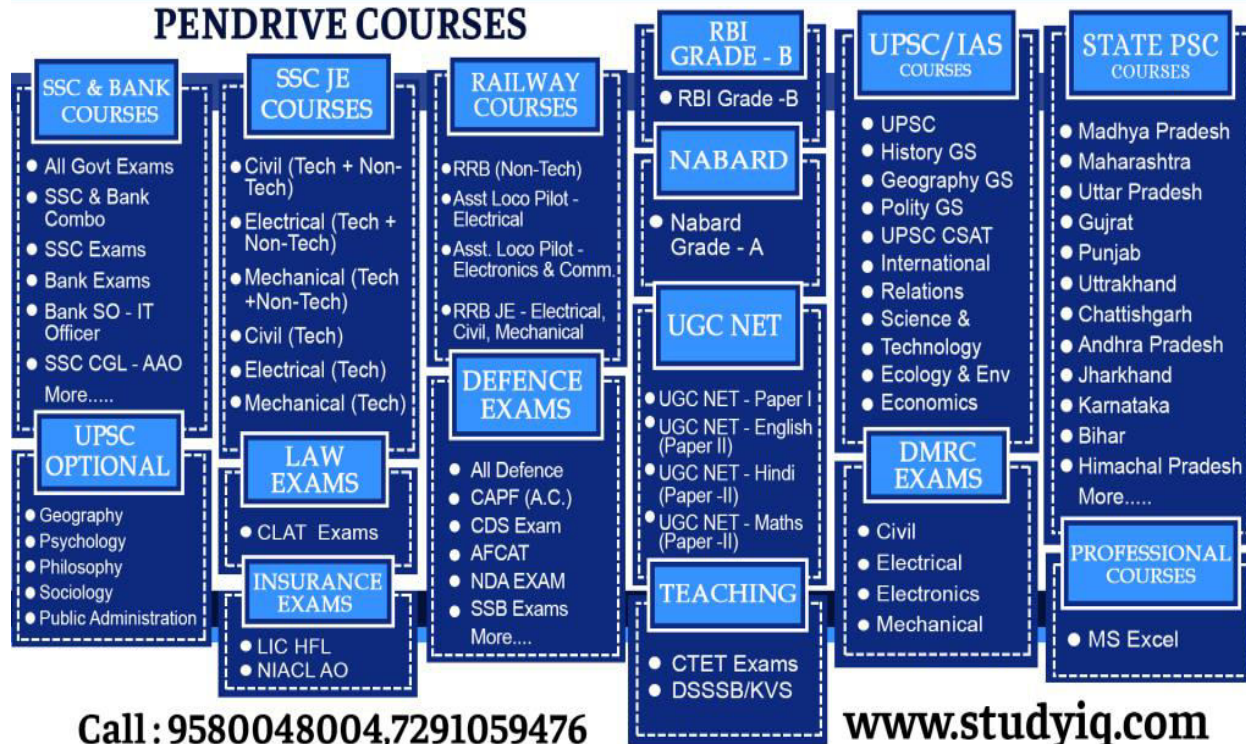 PENDRIVE COURSES
SSC & BANK
COURSES
● All Govt Exams
● SSC & Bank
Combo
● SSC Exams
● Bank Exams
● Bank SO - IT
Officer
● SSC CGL - AAO
More.....
UPSC
OPTIONAL
● Geography
● Psychology
● Philosophy
● Sociology
● Public Administration
SSC JE
COURSES
● Civil (Tech + Non-
Tech)
● Electrical (Tech +
Non-Tech)
● Mechanical (Tech
+Non-Tech)
● Civil (Tech)
● Electrical (Tech)
● Mechanical (Tech)
LAW
EXAMS
● CLAT Exams
INSURANCE
EXAMS
● LIC HFL
● NIACL AO
RAILWAY
COURSES
● RRB (Non-Tech)
● Asst Loco Pilot -
Electrical
● Asst. Loco Pilot -
Electronics & Comm.
● RRB JE - Electrical,
Civil, Mechanical
DEFENCE
EXAMS
● All Defence
● CAPF (A.C.)
● CDS Exam
● AFCAT
● NDA EXAM
● SSB Exams
More....
RBI
GRADE - B
● RBI Grade -B
NABARD
● Nabard
Grade - A
UGC NET
● UGC NET - Paper I
● UGC NET - English
(Paper II)
● UGC NET - Hindi
(Paper -II)
● UGC NET - Maths
(Paper -II)
TEACHING
● CTET Exams
● DSSSB/KVS
UPSC/IAS
COURSES
● UPSC
● History GS
● Geography GS
● Polity GS
● UPSC CSAT
● International
● Relations
● Science &
● Technology
● Ecology & Env
● Economics
DMRC
EXAMS
● Civil
● Electrical
● Electronics
● Mechanical
STATE PSC
COURSES
● Madhya Pradesh
● Maharashtra
● Uttar Pradesh
● Gujrat
● Punjab
● Uttrakhand
● Chattishgarh
● Andhra Pradesh
● Jharkhand
● Karnataka
● Bihar
● Himachal Pradesh
More.....
PROFESSIONAL
COURSES
● MS Excel
Call : 9580048004,7291059476
www.studyiq.com